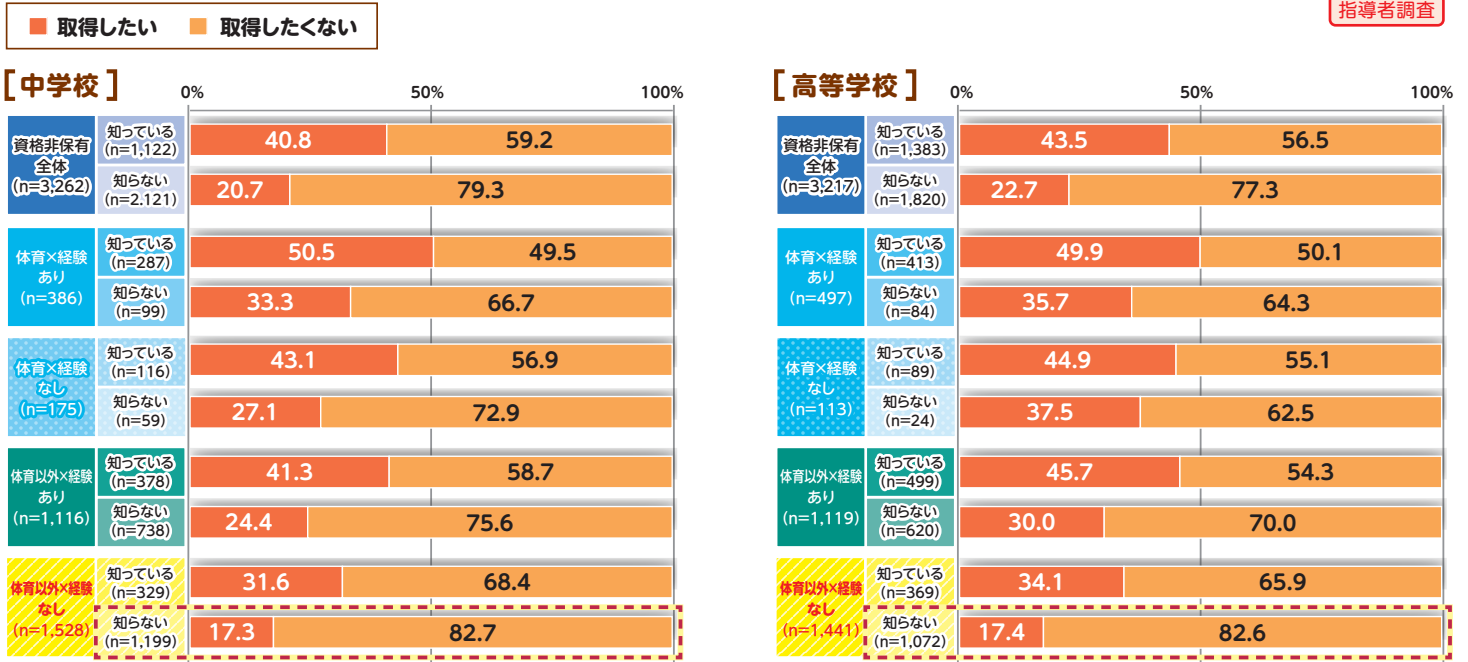 取得したい 取得したくない
指導者調査
[中学校]
0% 50% 100%
資格非保有
全体
(n=3,262)
知っている
(n=1,122)
40.8 59.2
知らない
(n=2.121)
20.7 79.3
体育×経験
あり
(n=386)
知っている
(n=287)
50.5 49.5
知らない
(n=99)
33.3 66.7
体育×経験
なし
(n=175)
知っている
(n=116)
43.1 56.9
知らない
(n=59)
27.1 72.9
体育以外×経験
あり
(n=1,116)
知っている
(n=378)
41.3 58.7
知らない
(n=738)
24.4 75.6
体育以外×経験
なし
(n=1,528)
知っている
(n=329)
31.6 68.4
知らない
(n=1,199)
17.3 82.7
[高等学校]
0% 50% 100%
資格非保有
全体
(n=3,217)
知っている
(n=1,383)
43.5 56.5
知らない
(n=1,820)
22.7 77.3
体育×経験
あり
(n=497)
知っている
(n=413)
49.9 50.1
知らない
(n=84)
35.7 64.3
体育×経験
なし
(n=113)
知っている
(n=89)
44.9 55.1
知らない
(n=24)
37.5 62.5
体育以外×経験
あり
(n=1,119)
知っている
(n=499)
45.7 54.3
知らない
(n=620)
30.0 70.0
体育以外×経験
なし
(n=1,441)
知っている
(n=369)
34.1 65.9
知らない
(n=1,072)
17.4 82.6